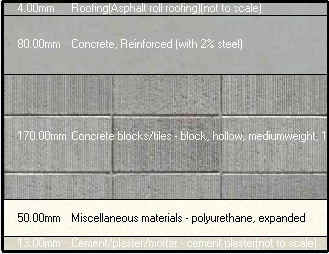 4.00mm Roofing(Asphalt roll roofing)(not to scale)
80.00mm Concrete, Reinforced (with 2% steel)
170.00mm Concrete blocks/tiles - block, hollow, mediumweight, 1
50.00mm Miscellaneous materials - polyurethane, expanded
13.00mm Cement/plaster/mortar - cement plaster(not to scale)